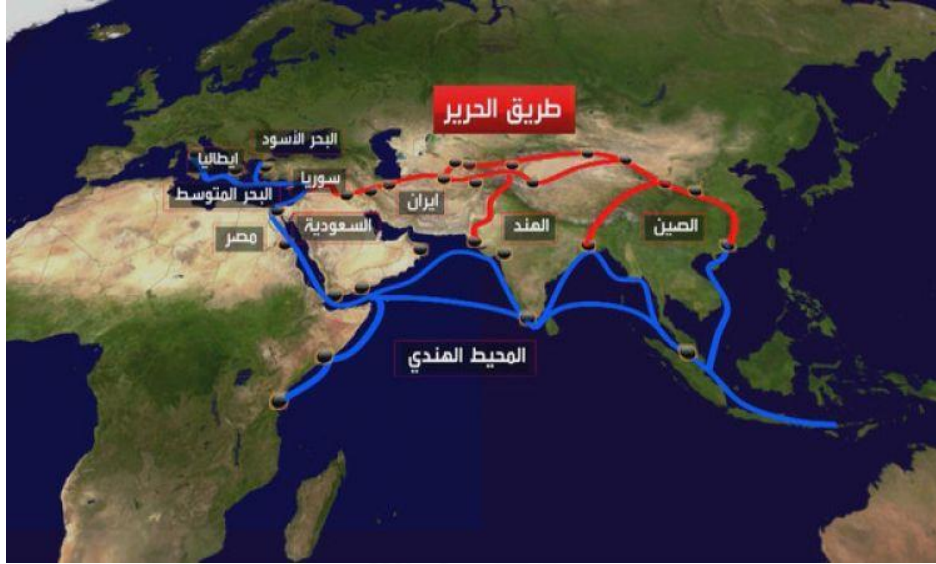 طريق الحرير
البحر الأسود
ايطاليا
سوريا
البحر المتوسط
ايران
السعودية
مصر
الهند
الصين
المحيط الهندي